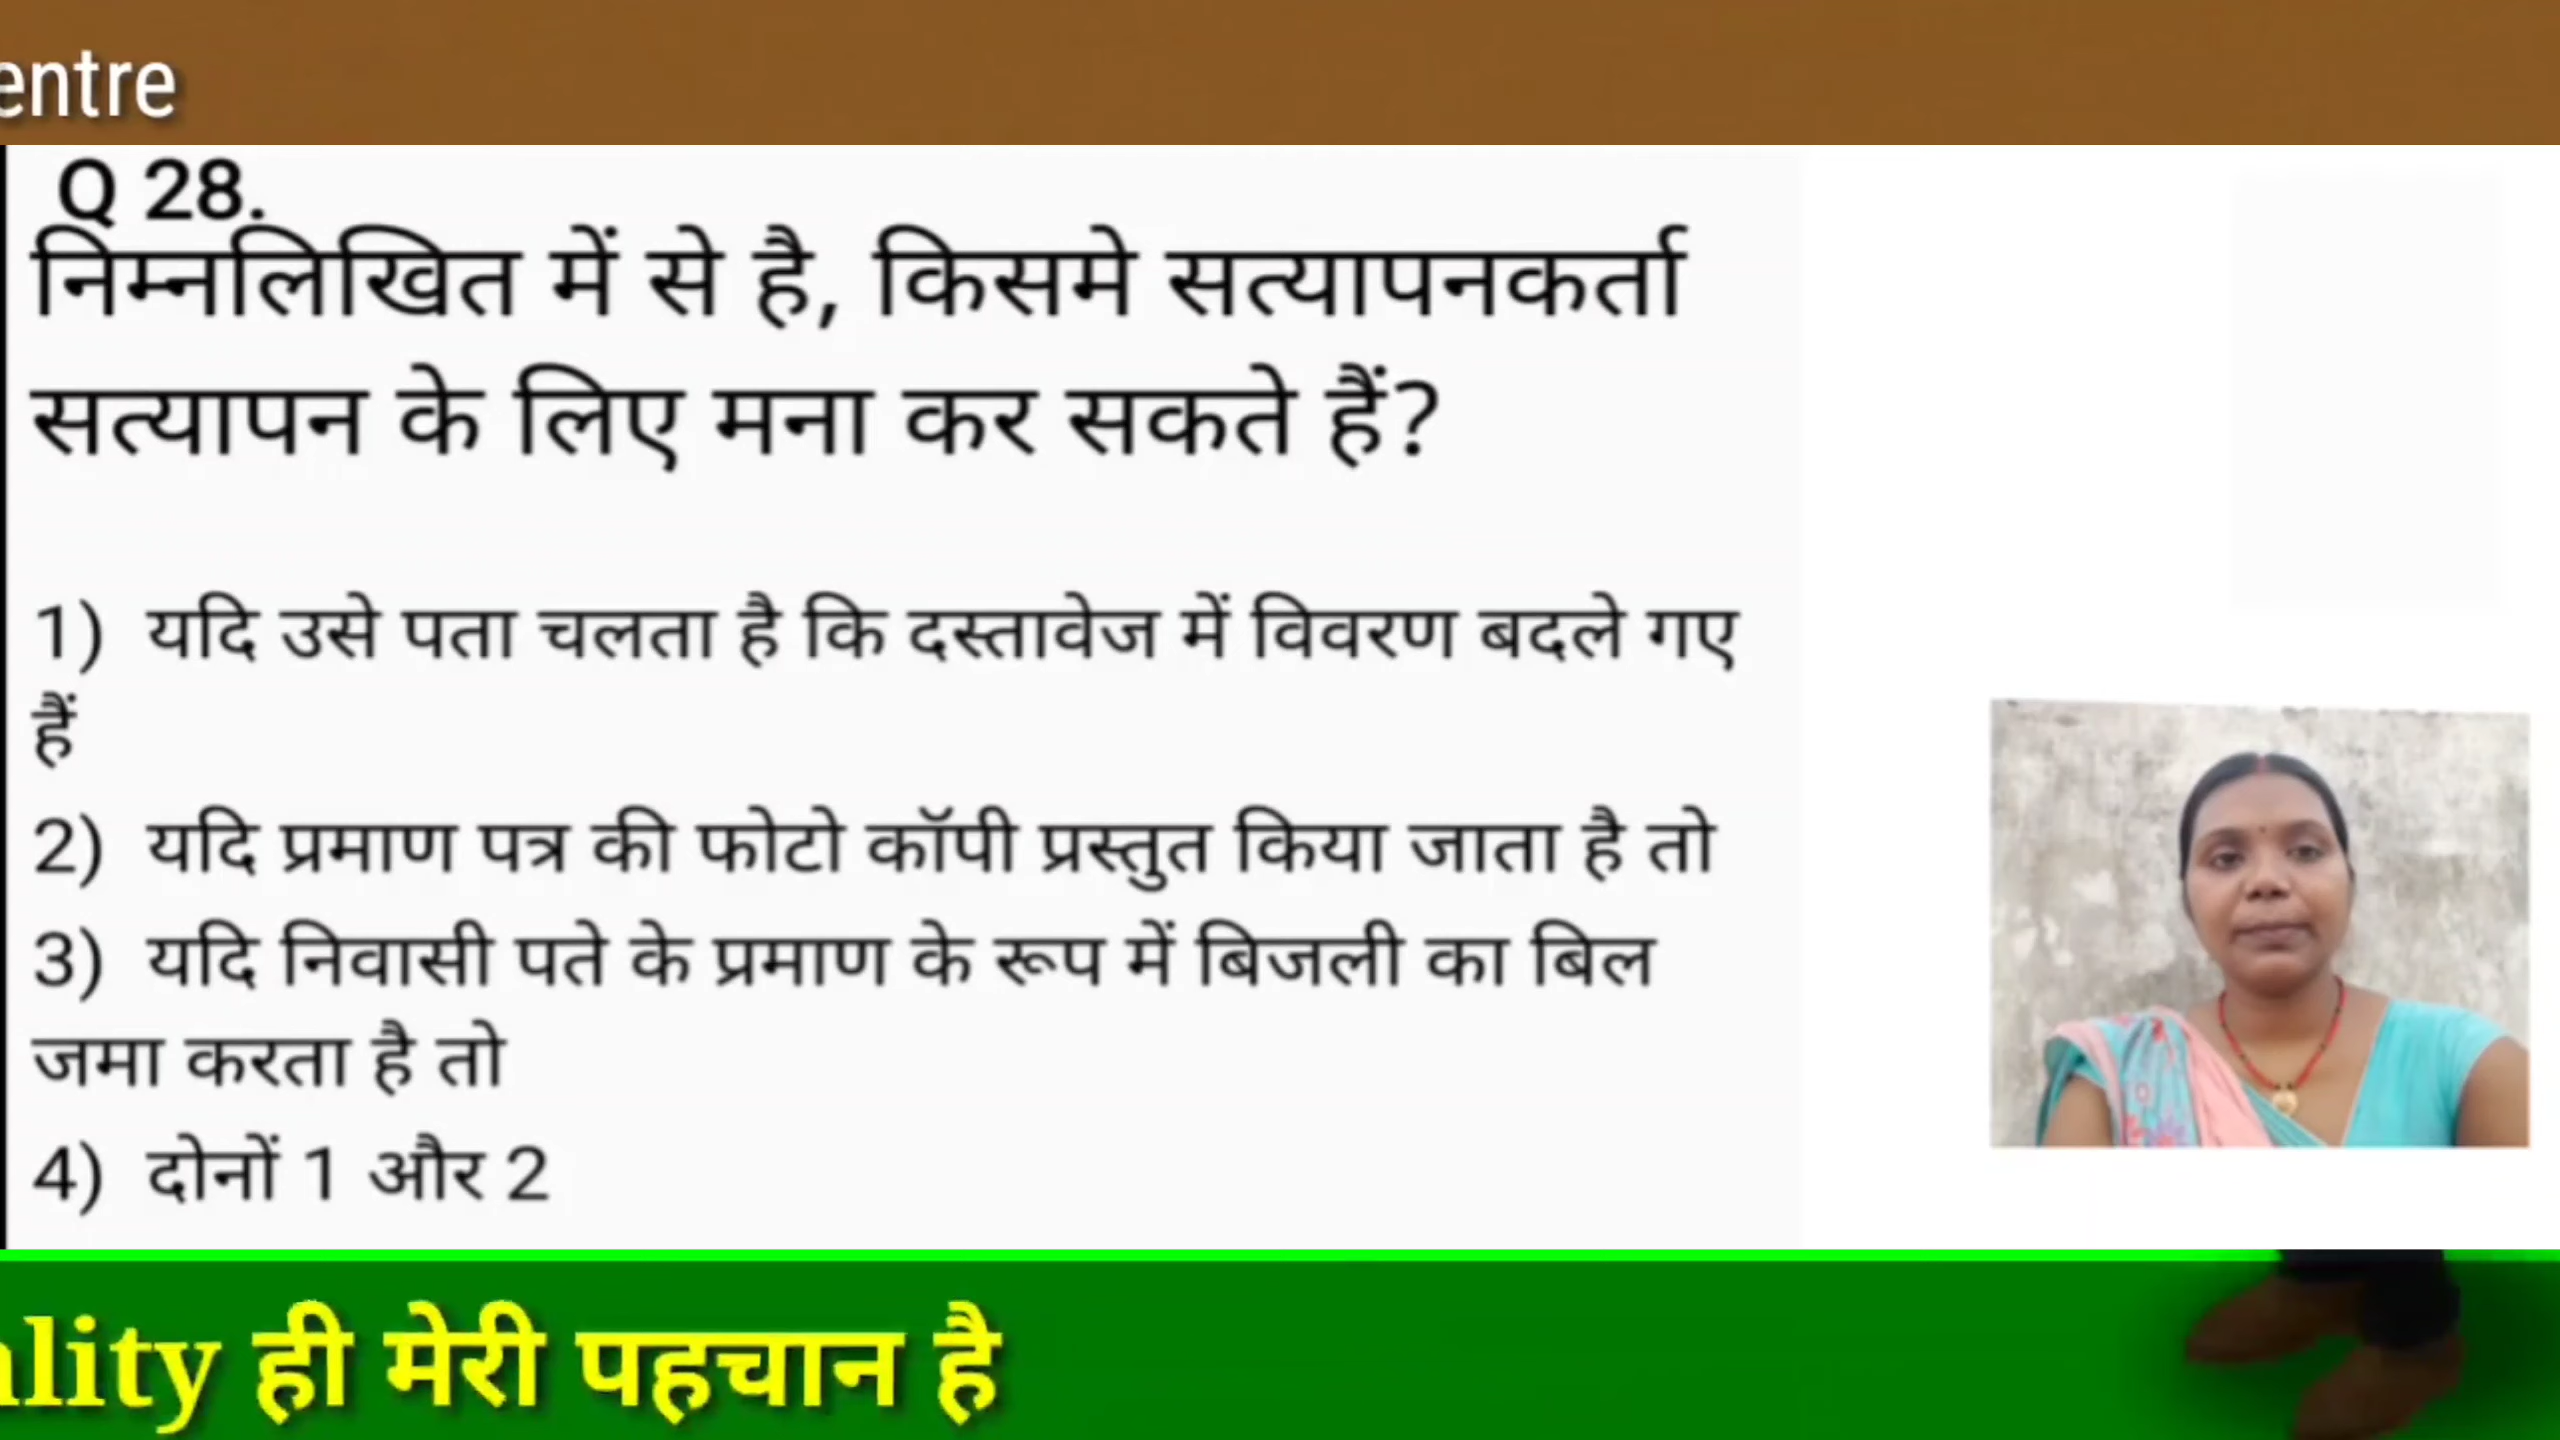 entre
Q 28.
निम्नलिखित में से है, किसमे सत्यापनकर्ता
सत्यापन के लिए मना कर सकते हैं?
1) यदि उसे पता चलता है कि दस्तावेज में विवरण बदले गए
हैं
2) यदि प्रमाण पत्र की फोटो कॉपी प्रस्तुत किया जाता है तो
3) यदि निवासी पते के प्रमाण के रूप में बिजली का बिल
जमा करता है तो
4) दोनों 1 और 2
ality ही मेरी पहचान है